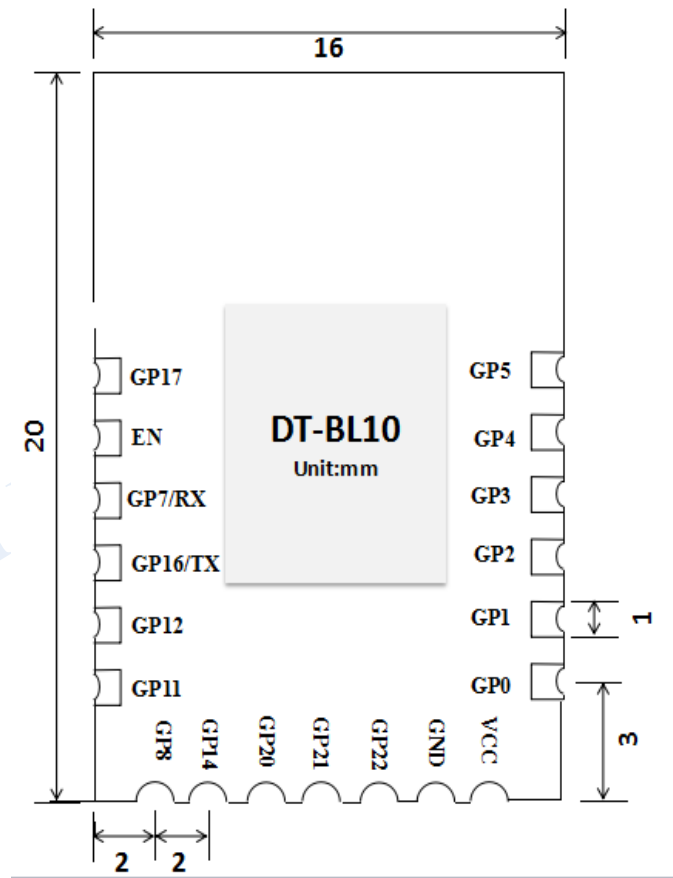 16
20
GP17
EN
GP7/RX
GP16/TX
GP12
GP11
DT-BL10
Unit:mm
GP5
GP4
GP3
GP2
GP1
GP0
1
3
GP8
GP14
GP20
GP21
GP22
GND
VCC
2
2